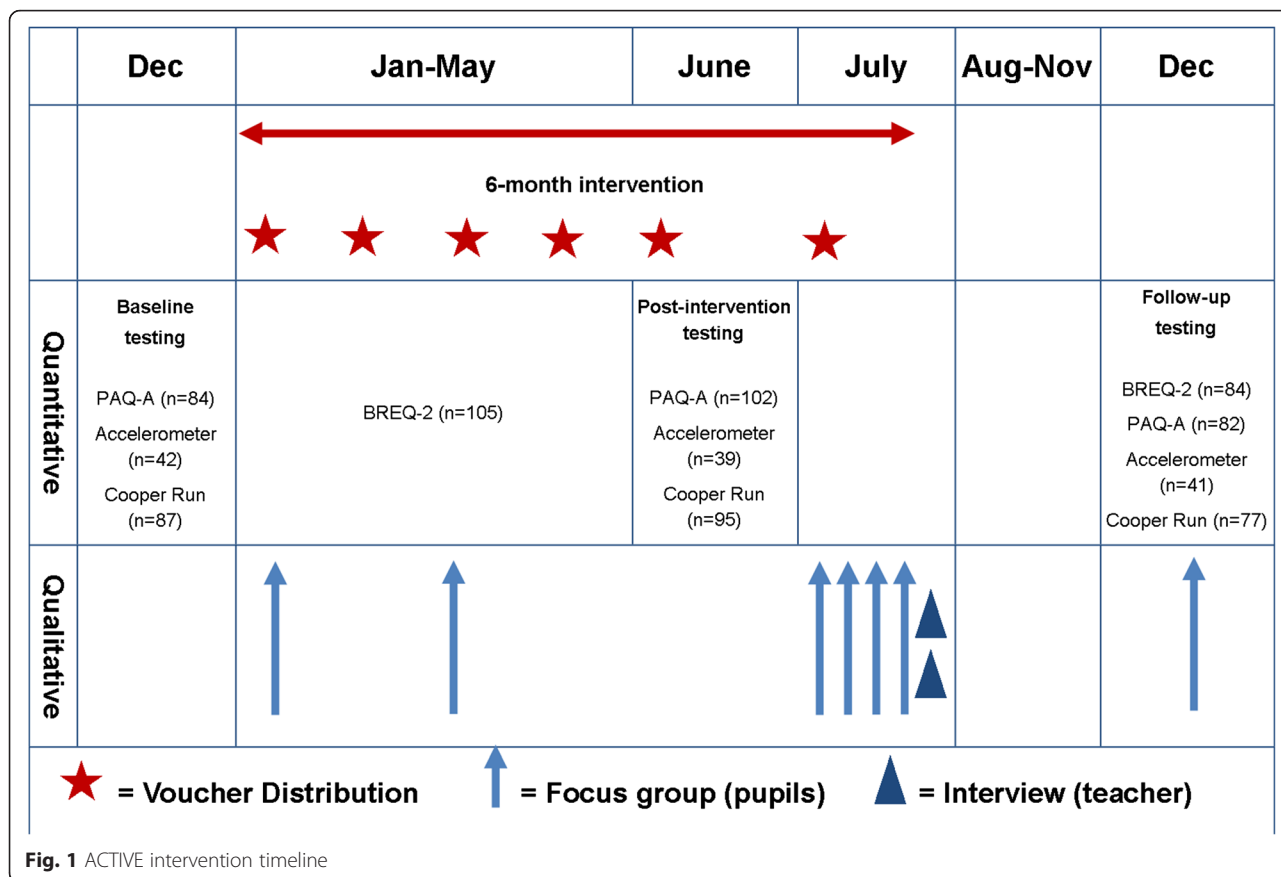 Dec Jan-May June July Aug-Nov Dec
6-month intervention
Quantitative
Baseline
testing
PAQ-A (n=84)
Accelerometer
(n=42)
Cooper Run
(n=87)
BREQ-2 (n=105)
Post-intervention
testing
PAQ-A (n=102)
Accelerometer
(n=39)
Cooper Run
(n=95)
Follow-up
testing
BREQ-2 (n=84)
PAQ-A (n=82)
Accelerometer
(n=41)
Cooper Run (n=77)
Qualitative
= Voucher Distribution = Focus group (pupils) = Interview (teacher)
Fig. 1 ACTIVE intervention timeline